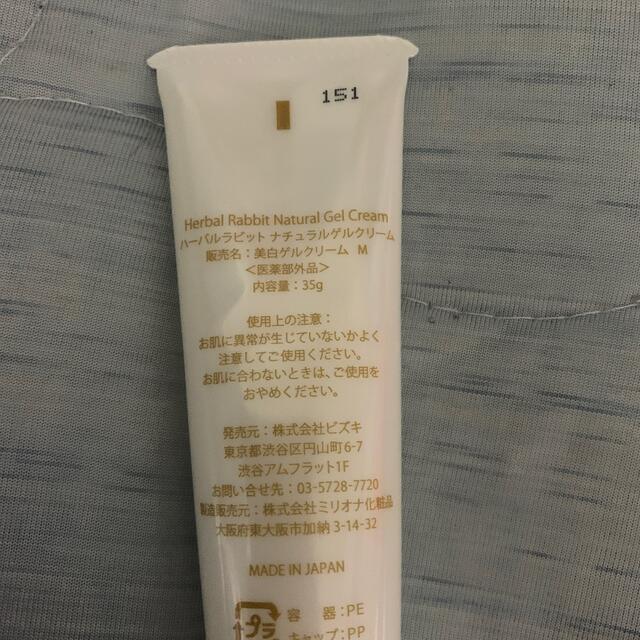 151
Herbal Rabbit Natural Gel Cream
ハーバルラビット ナチュラルゲルクリーム
販売名：美白ゲルクリーム M
＜医薬部外品＞
内容量：35g
使用上の注意：
お肌に異常が生じていないかよく
注意してご使用ください。
お肌に合わないときは、ご使用を
おやめください。
発売元：株式会社ビズキ
東京都渋谷区円山町6-7
渋谷アムフラット1F
お問い合せ先：03-5728-7720
製造販売元：株式会社ミリオナ化粧品
大阪府東大阪市加納3-14-32
MADE IN JAPAN
プラ
容 器：PE
キャップ：PP